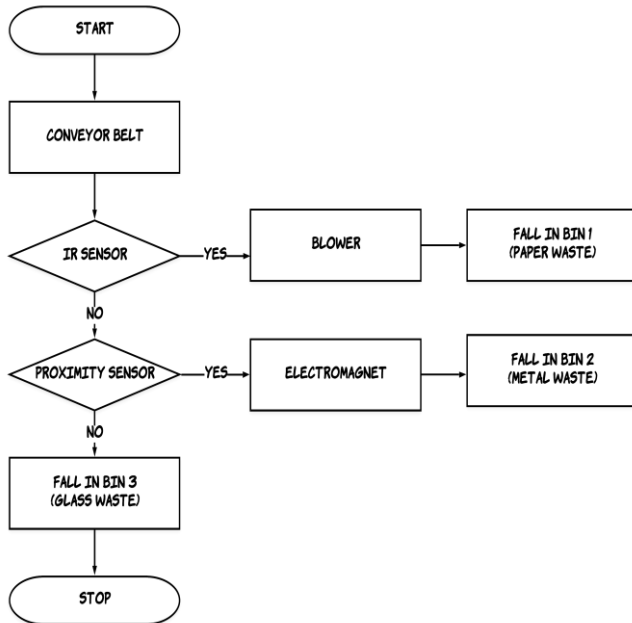 START
CONVEYOR BELT
IR SENSOR
YES
BLOWER
FALL IN BIN 1
(PAPER WASTE)
NO
PROXIMITY SENSOR
YES
ELECTROMAGNET
FALL IN BIN 2
(METAL WASTE)
NO
FALL IN BIN 3
(GLASS WASTE)
STOP